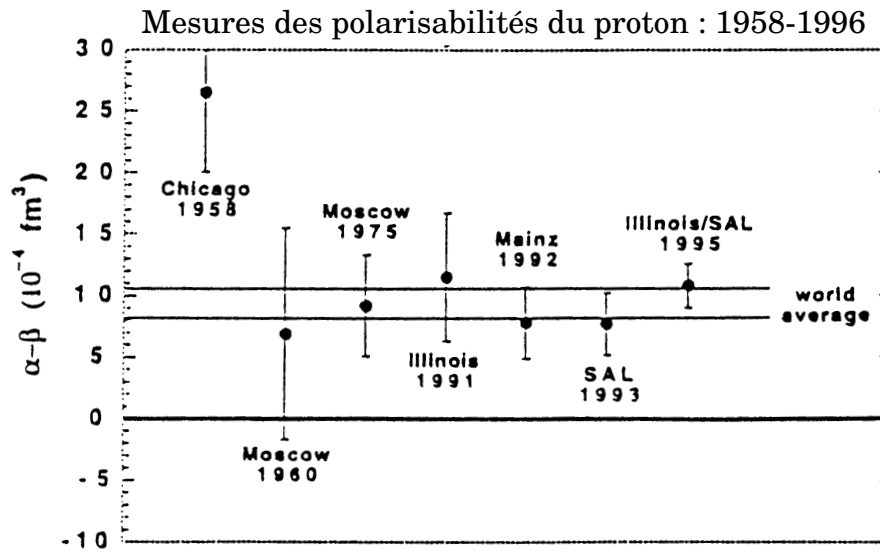 Mesures des polarisabilités du proton : 1958-1996
30
25
20
15
10
5
0
-5
-10
α-β (10⁻⁴ fm³)
Chicago
1958
Moscow
1960
Moscow
1975
Illinois
1991
Mainz
1992
SAL
1993
Illinois/SAL
1995
world
average